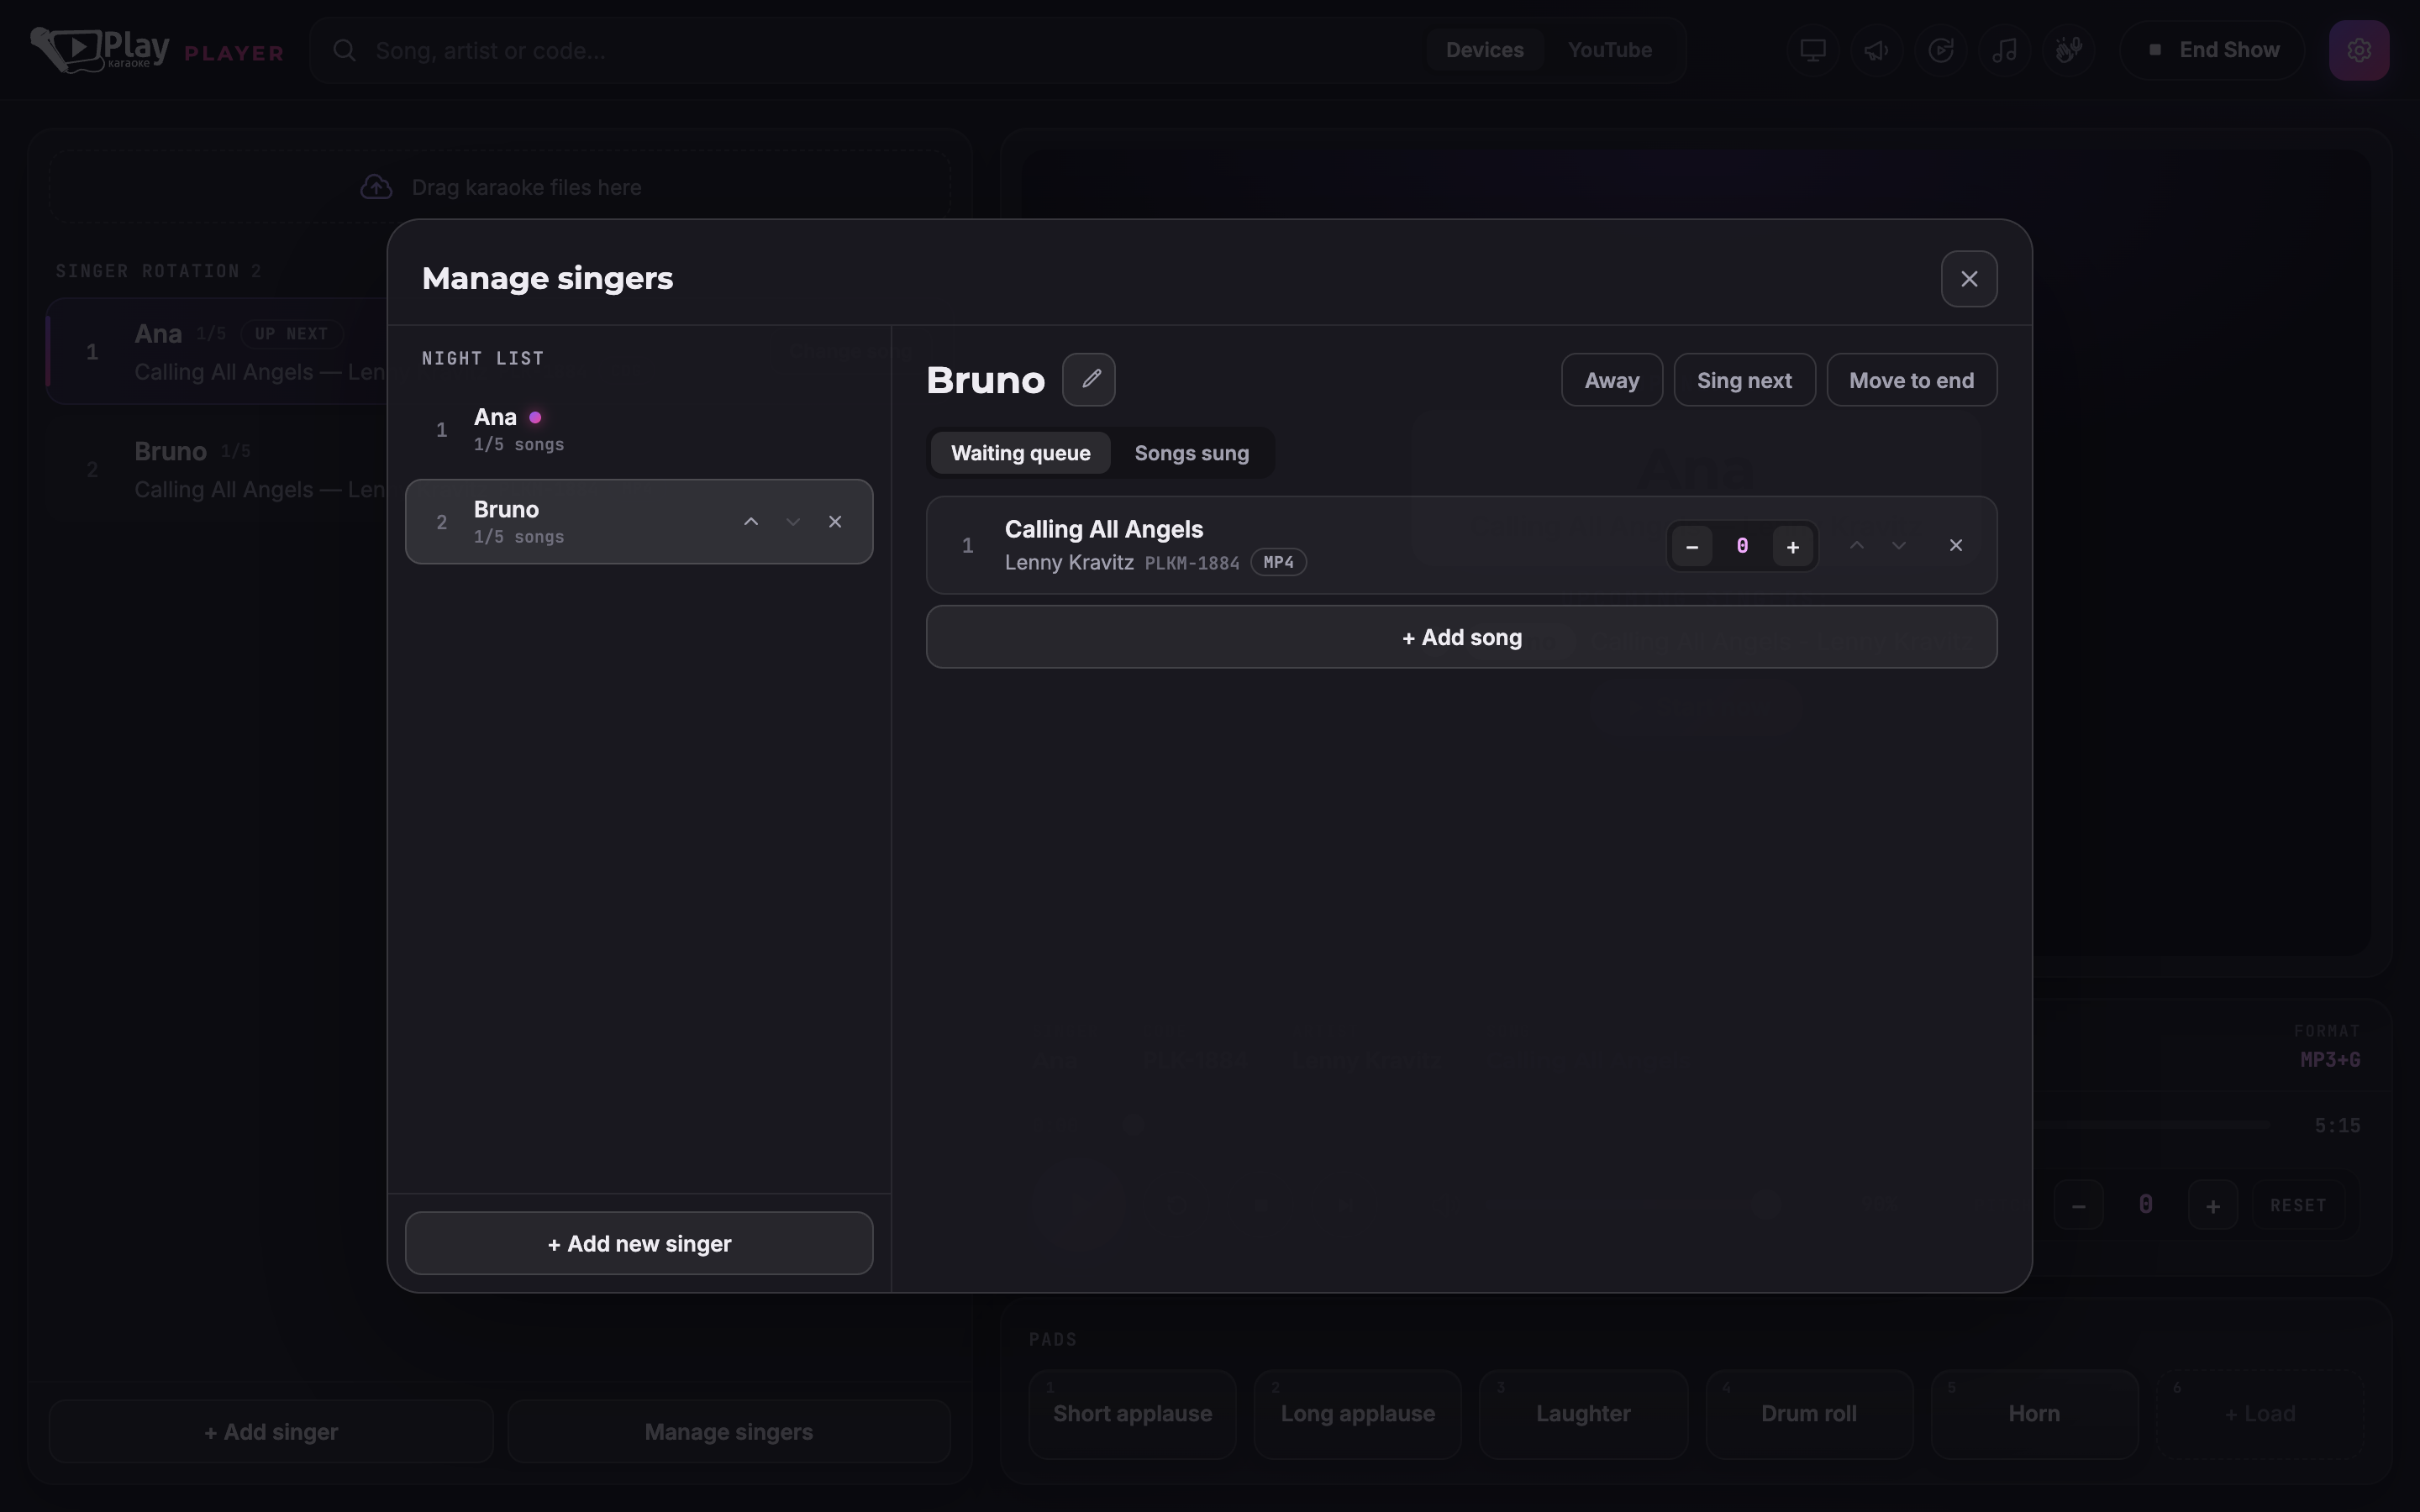 Play
karaoke
PLAYER
Song, artist or code...
Devices
YouTube
End Show
Drag karaoke files here
SINGER ROTATION 2
1
Ana 1/5 UP NEXT
Calling All Angels — Len
2
Bruno 1/5
Calling All Angels — Len
Manage singers
NIGHT LIST
1
Ana
1/5 songs
2
Bruno
1/5 songs
+ Add new singer
Bruno
Away
Sing next
Move to end
Waiting queue
Songs sung
1
Calling All Angels
Lenny Kravitz PLKM-1884 MP4
− 0 +
+ Add song
FORMAT
MP3+G
5:15
− 0 + RESET
+ Add singer
Manage singers
PADS
1
Short applause
2
Long applause
3
Laughter
4
Drum roll
5
Horn
6
+ Load